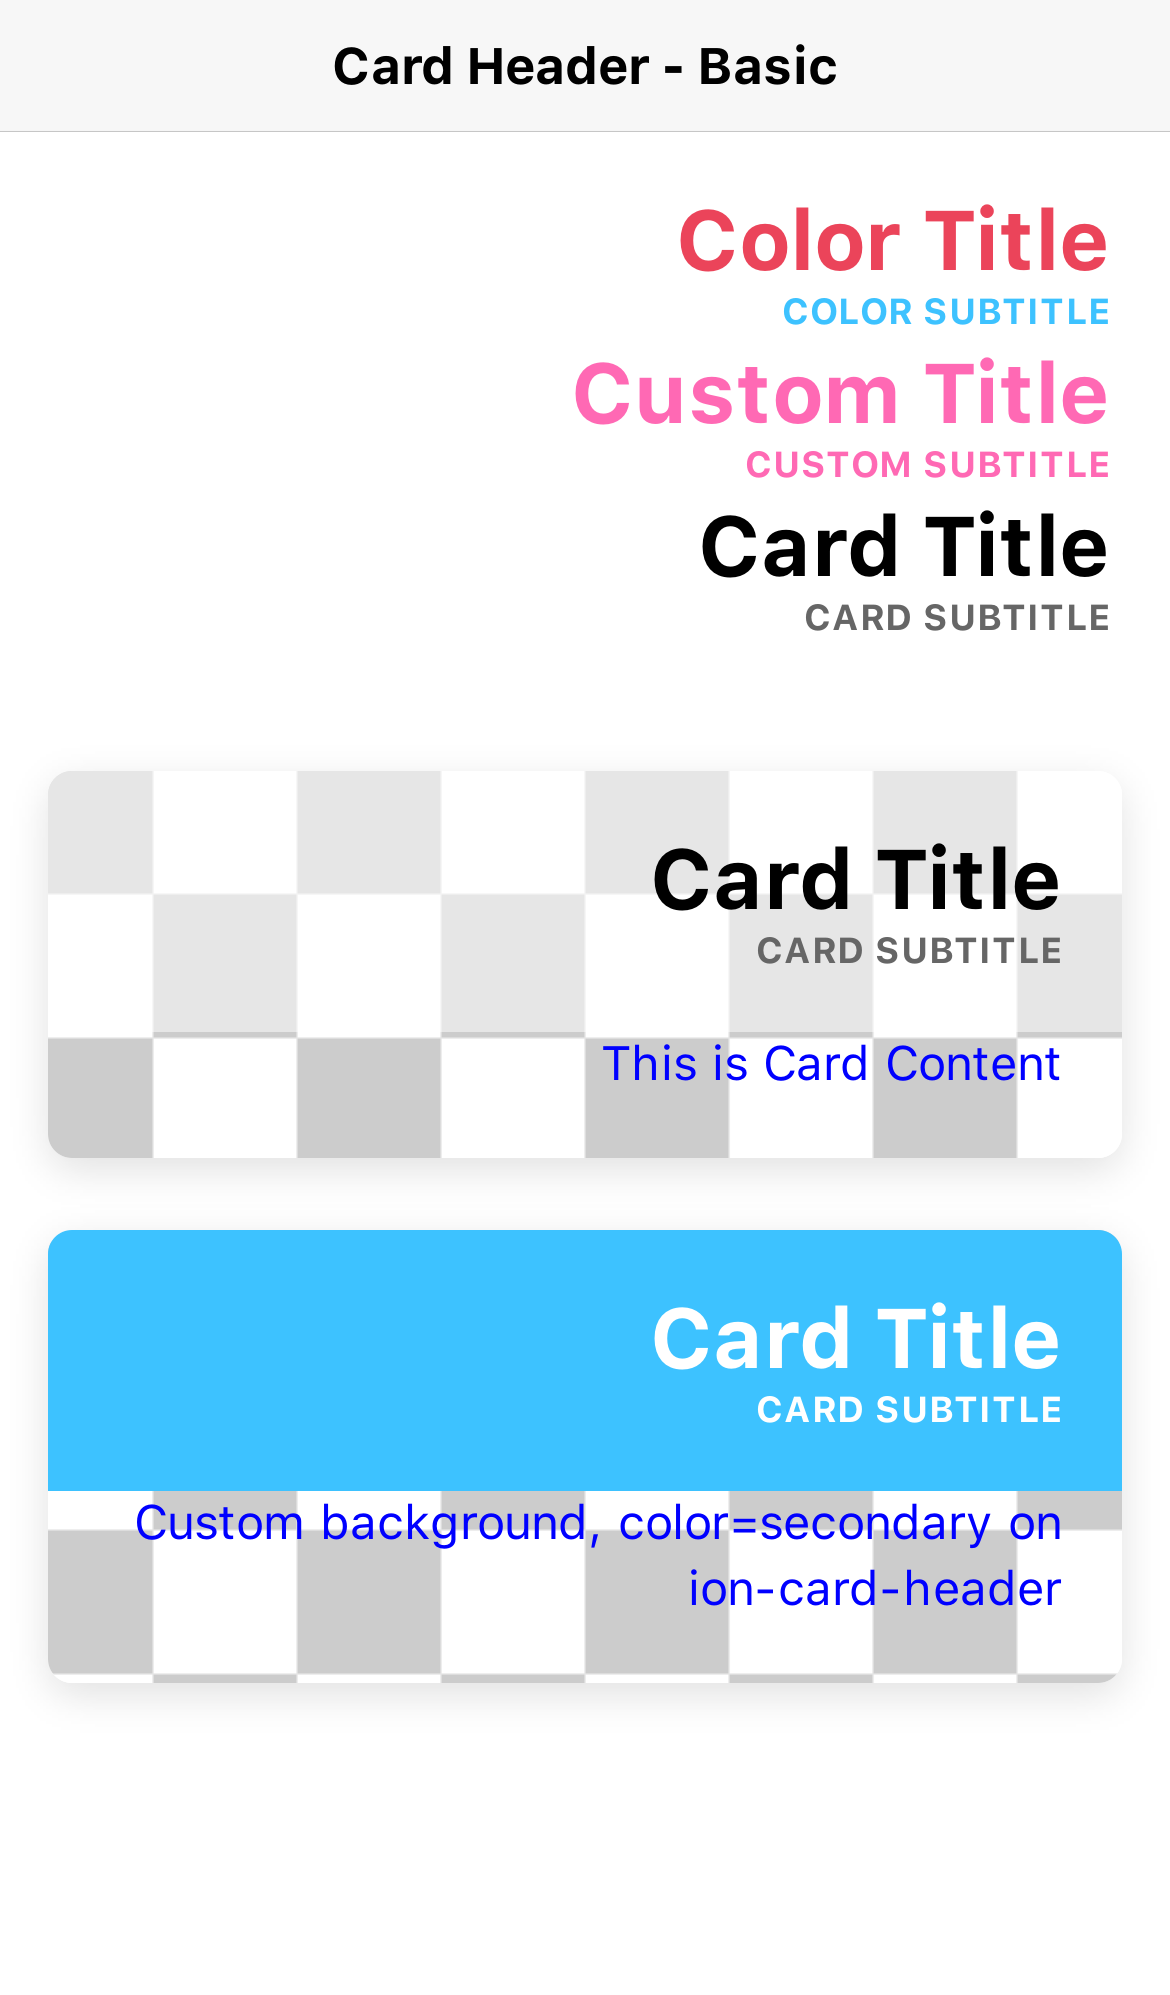 Card Header - Basic
Color Title
COLOR SUBTITLE
Custom Title
CUSTOM SUBTITLE
Card Title
CARD SUBTITLE
Card Title
CARD SUBTITLE
This is Card Content
Card Title
CARD SUBTITLE
Custom background, color=secondary on
ion-card-header